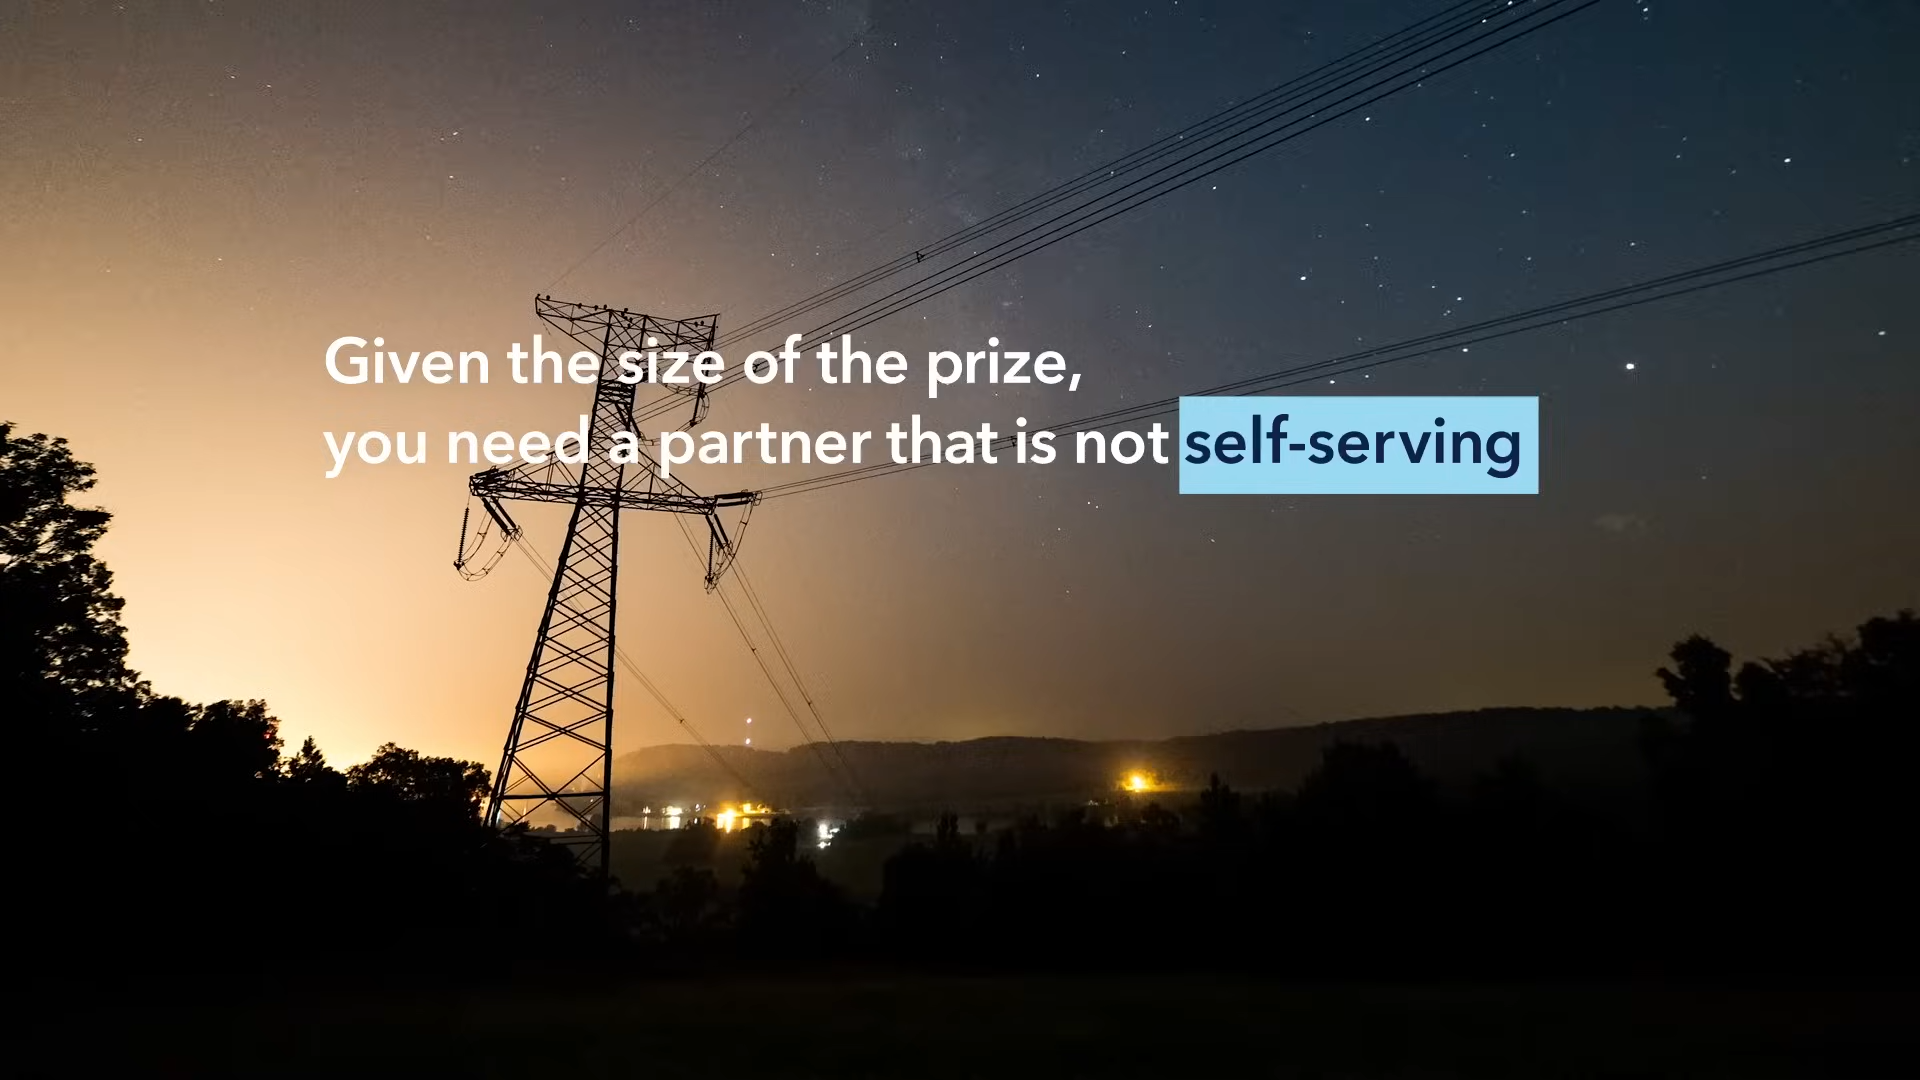 Given the size of the prize,
you need a partner that is not self-serving